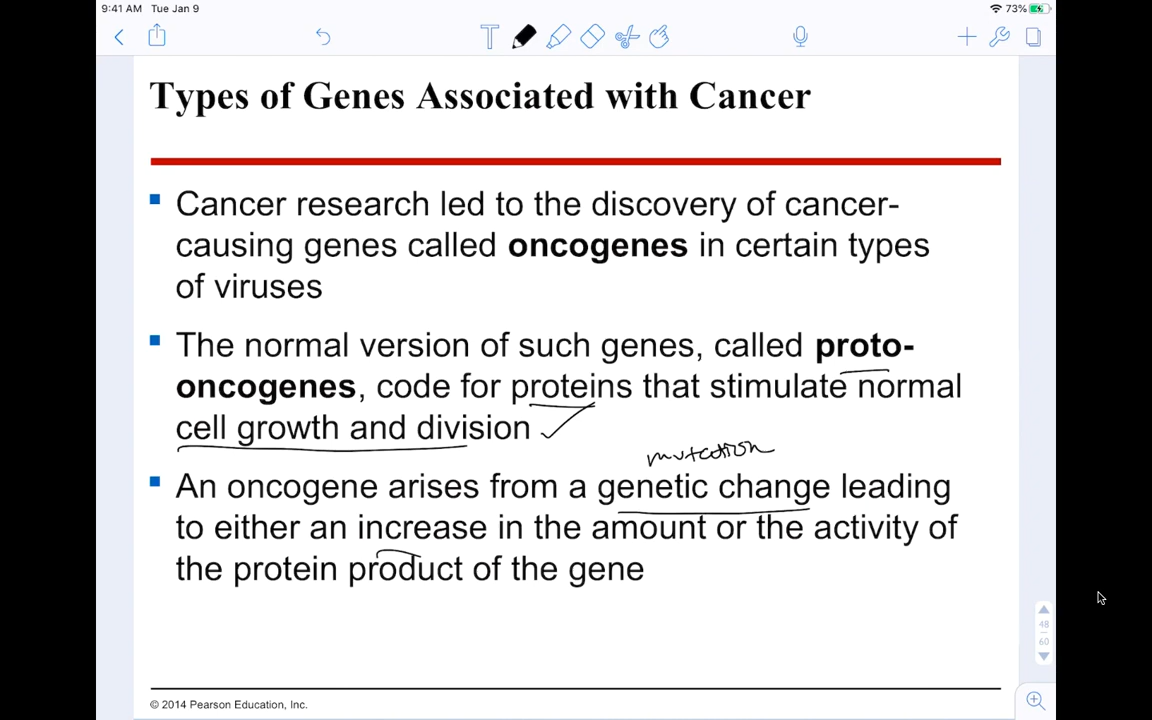 9:41 AM Tue Jan 9 73%
T
Types of Genes Associated with Cancer
Cancer research led to the discovery of cancer-
causing genes called oncogenes in certain types
of viruses
The normal version of such genes, called proto-
oncogenes, code for proteins that stimulate normal
cell growth and division
mutation
An oncogene arises from a genetic change leading
to either an increase in the amount or the activity of
the protein product of the gene
48
60
© 2014 Pearson Education, Inc.